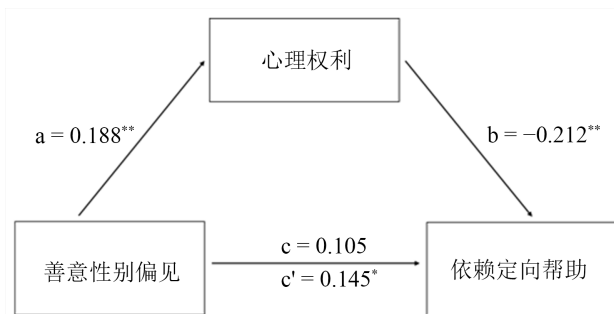 心理权利
a = 0.188**
b = −0.212**
善意性别偏见
c = 0.105
c' = 0.145*
依赖定向帮助